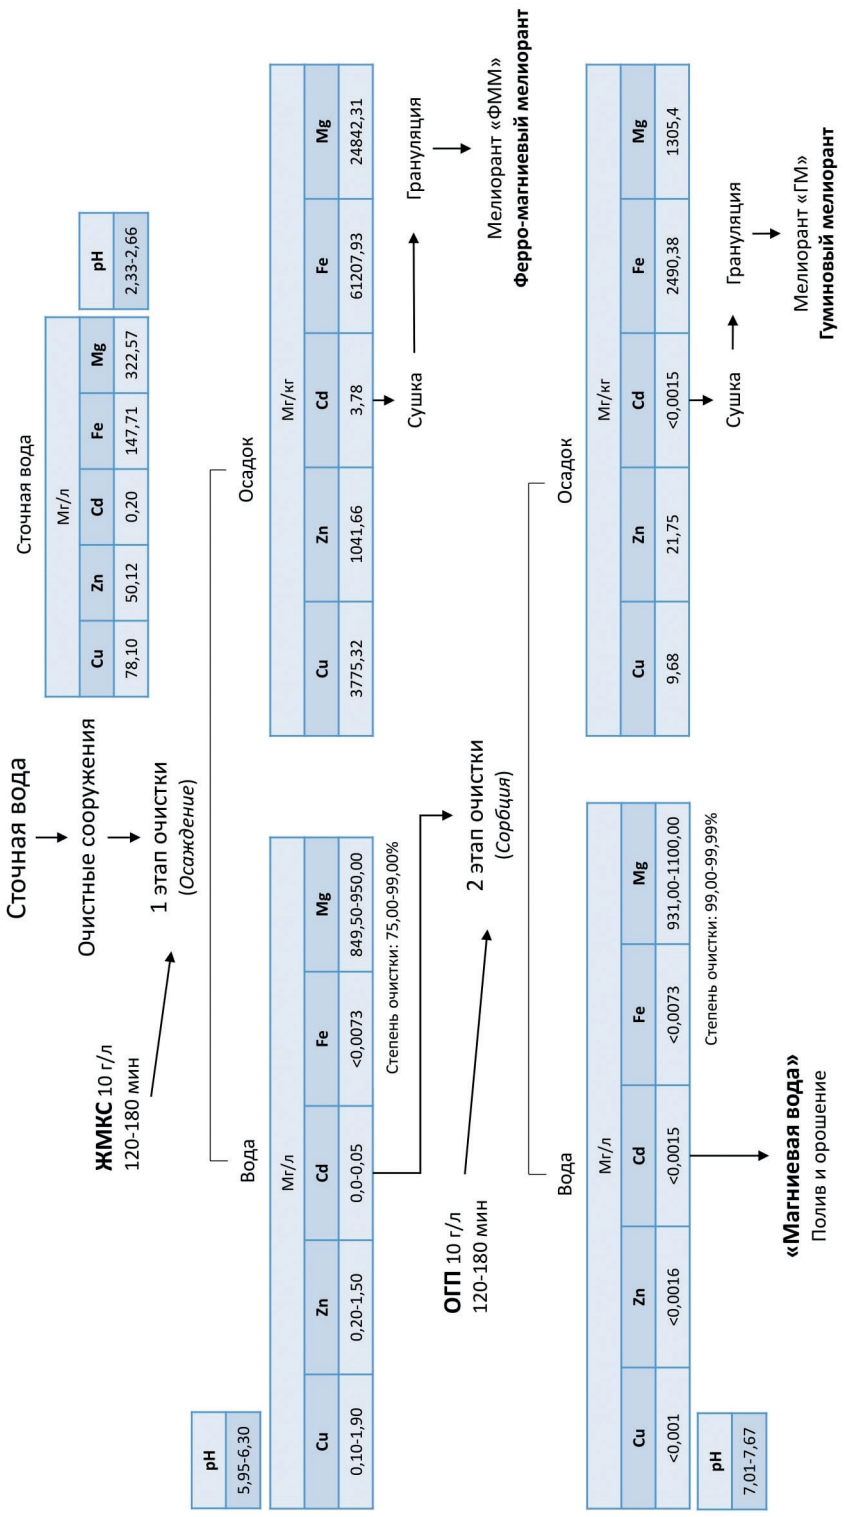 Сточная вода
Очистные сооружения
Сточная вода
Мг/л
Cu Zn Cd Fe Mg
78,10 50,12 0,20 147,71 322,57
pH
2,33-2,66
ЖМКС 10 г/л
120-180 мин
1 этап очистки
(Осаждение)
pH
5,95-6,30
Вода
Мг/л
Cu Zn Cd Fe Mg
0,10-1,90 0,20-1,50 0,0-0,05 <0,0073 849,50-950,00
Степень очистки: 75,00-99,00%
Осадок
Мг/кг
Cu Zn Cd Fe Mg
3775,32 1041,66 3,78 61207,93 24842,31
Сушка
Грануляция
Мелиорант «ФММ»
Ферро-магниевый мелиорант
ОГП 10 г/л
120-180 мин
2 этап очистки
(Сорбция)
Вода
Мг/л
Cu Zn Cd Fe Mg
<0,001 <0,0016 <0,0015 <0,0073 931,00-1100,00
pH
7,01-7,67
Степень очистки: 99,00-99,99%
«Магниевая вода»
Полив и орошение
Осадок
Мг/кг
Cu Zn Cd Fe Mg
9,68 21,75 <0,0015 2490,38 1305,4
Сушка
Грануляция
Мелиорант «ГМ»
Гуминовый мелиорант